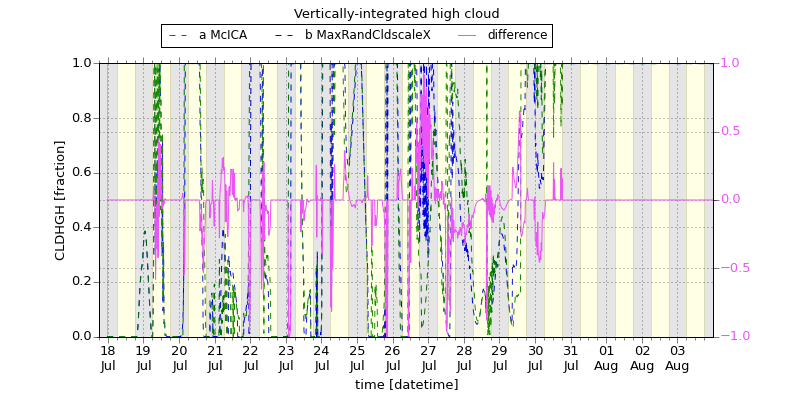 Vertically-integrated high cloud
a McICA b MaxRandCldscaleX difference
CLDHGH [fraction]
1.0
0.8
0.6
0.4
0.2
0.0
1.0
0.5
0.0
−0.5
−1.0
18 19 20 21 22 23 24 25 26 27 28 29 30 31 01 02 03
Jul Jul Jul Jul Jul Jul Jul Jul Jul Jul Jul Jul Jul Jul Aug Aug Aug
time [datetime]